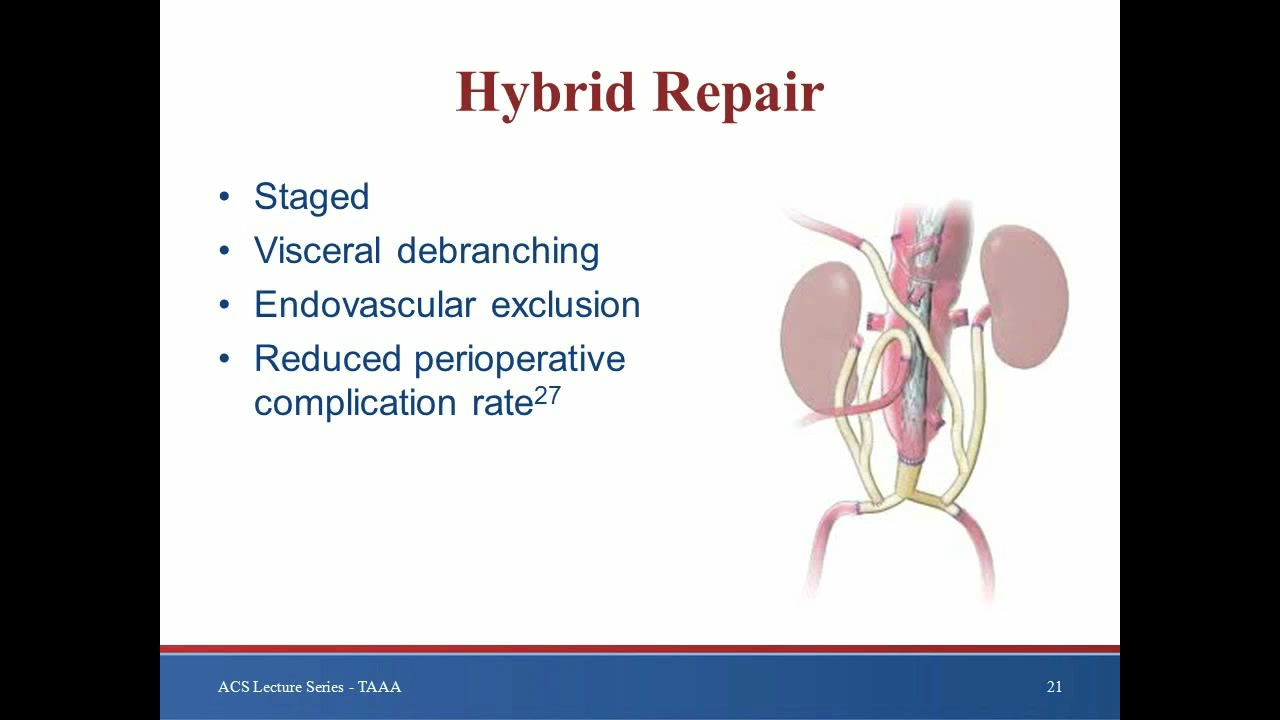 Hybrid Repair
• Staged
• Visceral debranching
• Endovascular exclusion
• Reduced perioperative
complication rate27
ACS Lecture Series - TAAA
21